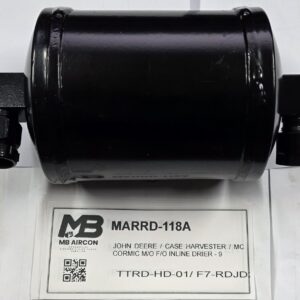 MARRD-118A
MB
MB AIRCON
JOHN DEERE / CASE HARVESTER / MC
CORMIC M/O F/O INLINE DRIER - 9
TTRD-HD-01/ F7-RDJD